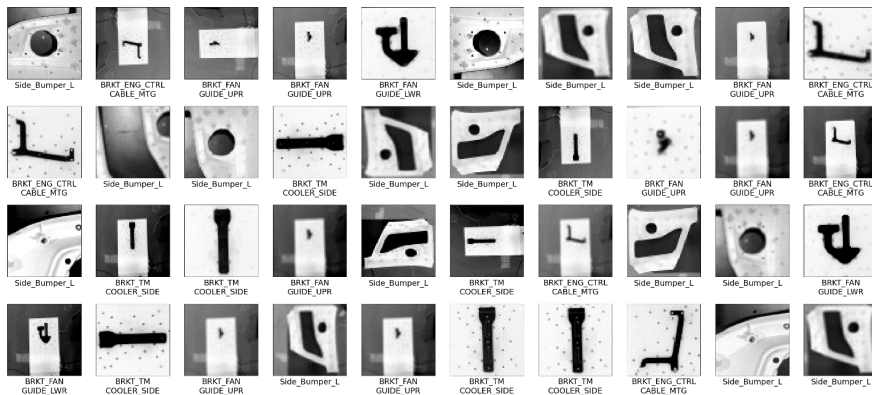 Side_Bumper_L
BRKT_ENG_CTRL
CABLE_MTG
BRKT_FAN
GUIDE_UPR
BRKT_FAN
GUIDE_UPR
BRKT_FAN
GUIDE_LWR
Side_Bumper_L
Side_Bumper_L
Side_Bumper_L
BRKT_FAN
GUIDE_UPR
BRKT_ENG_CTRL
CABLE_MTG
BRKT_ENG_CTRL
CABLE_MTG
Side_Bumper_L
Side_Bumper_L
BRKT_TM
COOLER_SIDE
Side_Bumper_L
Side_Bumper_L
BRKT_TM
COOLER_SIDE
BRKT_FAN
GUIDE_UPR
BRKT_FAN
GUIDE_UPR
BRKT_ENG_CTRL
CABLE_MTG
Side_Bumper_L
BRKT_TM
COOLER_SIDE
BRKT_TM
COOLER_SIDE
BRKT_FAN
GUIDE_UPR
Side_Bumper_L
BRKT_TM
COOLER_SIDE
BRKT_ENG_CTRL
CABLE_MTG
Side_Bumper_L
Side_Bumper_L
BRKT_FAN
GUIDE_LWR
BRKT_FAN
GUIDE_LWR
BRKT_TM
COOLER_SIDE
BRKT_FAN
GUIDE_UPR
Side_Bumper_L
BRKT_FAN
GUIDE_UPR
BRKT_TM
COOLER_SIDE
BRKT_TM
COOLER_SIDE
BRKT_ENG_CTRL
CABLE_MTG
Side_Bumper_L
Side_Bumper_L